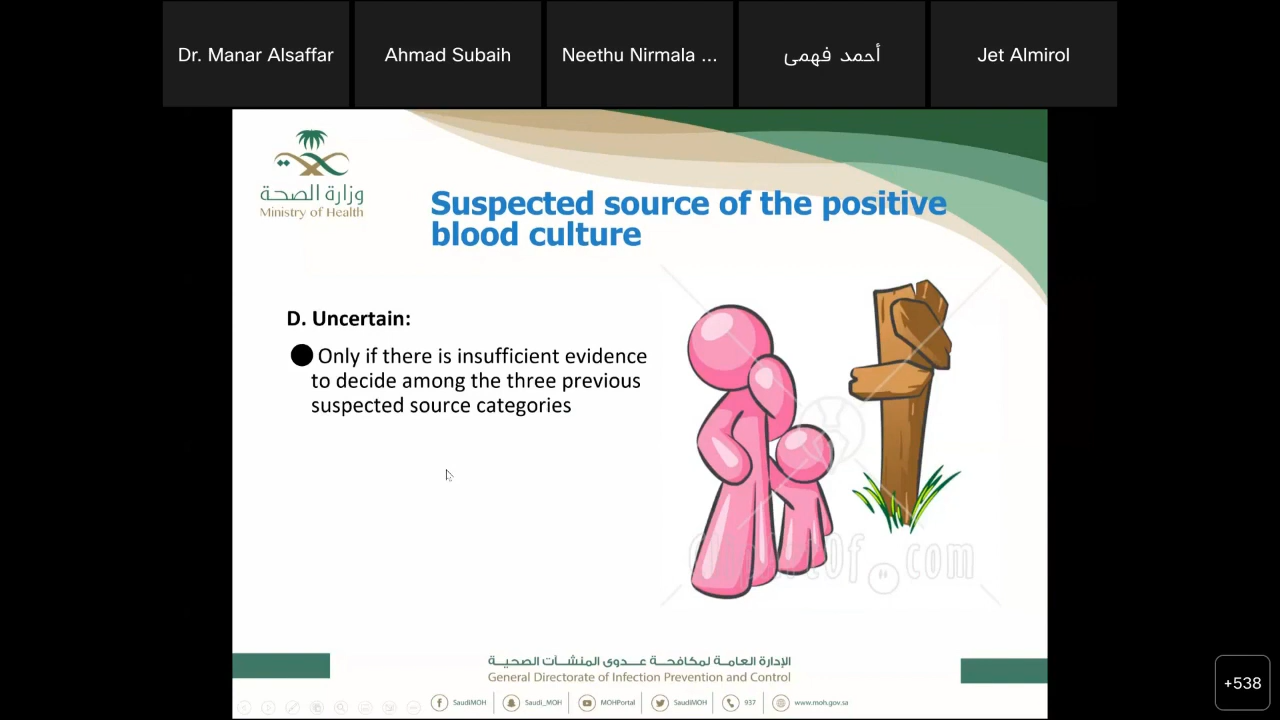 Dr. Manar Alsaffar
Ahmad Subaih
Neethu Nirmala ...
أحمد فهمى
Jet Almirol
وزارة الصحة
Ministry of Health
Suspected source of the positive
blood culture
D. Uncertain:
Only if there is insufficient evidence
to decide among the three previous
suspected source categories
.com
الإدارة العامة لمكافحة عدوى المنشآت الصحية
General Directorate of Infection Prevention and Control
SaudiMOH
Saudi_MOH
MOHPortal
SaudiMOH
937
www.moh.gov.sa
+538